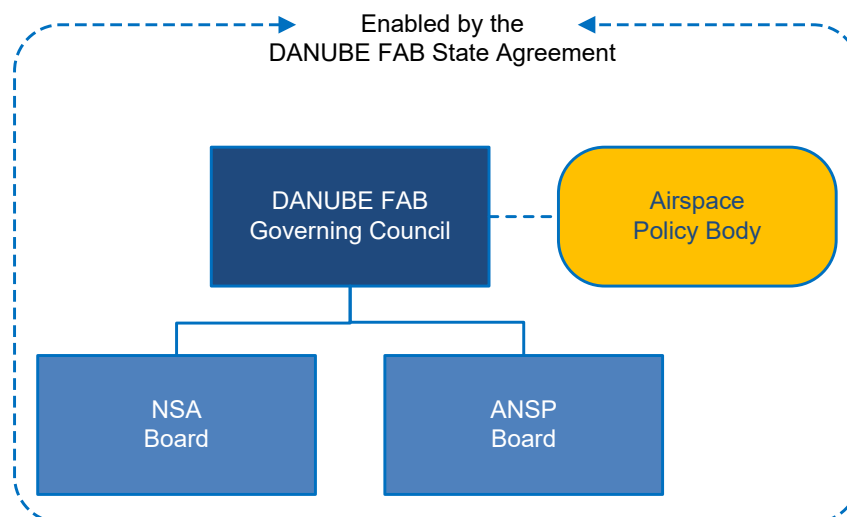 Enabled by the
DANUBE FAB State Agreement
DANUBE FAB
Governing Council
Airspace
Policy Body
NSA
Board
ANSP
Board